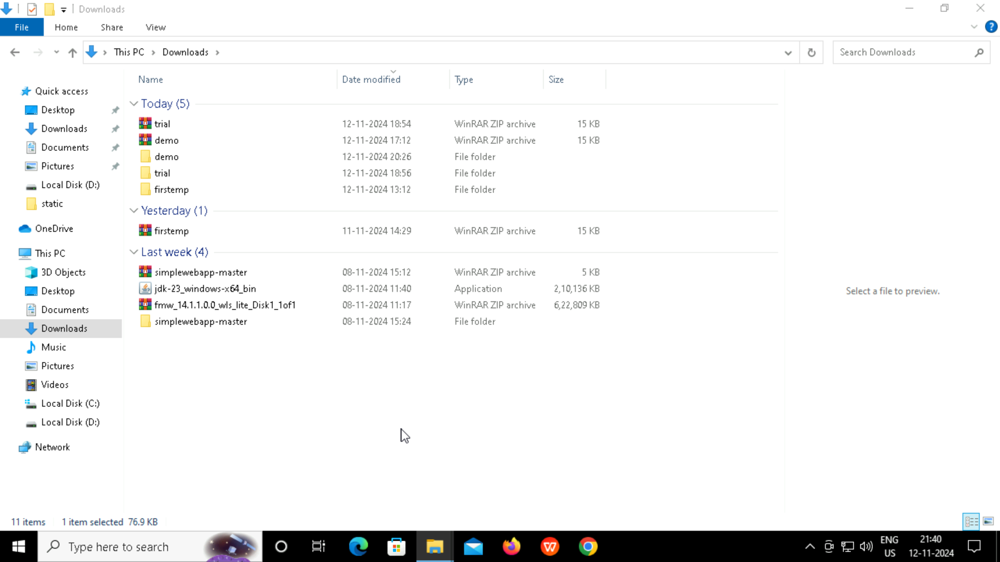 Downloads
File Home Share View ?
This PC Downloads Search Downloads
Name Date modified Type Size
Quick access
Desktop
Downloads
Documents
Pictures
Local Disk (D:)
static
OneDrive
This PC
3D Objects
Desktop
Documents
Downloads
Music
Pictures
Videos
Local Disk (C:)
Local Disk (D:)
Network
Today (5)
trial 12-11-2024 18:54 WinRAR ZIP archive 15 KB
demo 12-11-2024 17:12 WinRAR ZIP archive 15 KB
demo 12-11-2024 20:26 File folder
trial 12-11-2024 18:56 File folder
firstemp 12-11-2024 13:12 File folder
Yesterday (1)
firstemp 11-11-2024 14:29 WinRAR ZIP archive 15 KB
Last week (4)
simplewebapp-master 08-11-2024 15:12 WinRAR ZIP archive 5 KB
jdk-23_windows-x64_bin 08-11-2024 11:40 Application 2,10,136 KB
fmw_14.1.1.0.0_wls_lite_Disk1_1of1 08-11-2024 11:17 WinRAR ZIP archive 6,22,809 KB
simplewebapp-master 08-11-2024 15:24 File folder
Select a file to preview.
11 items 1 item selected 76.9 KB
Type here to search
W
ENG
US
21:40
12-11-2024